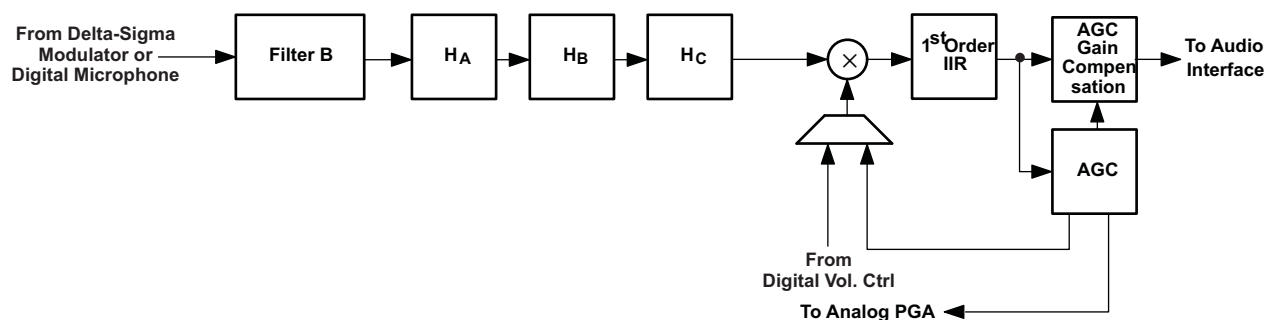 From Delta-Sigma
Modulator or
Digital Microphone
Filter B
HA
HB
HC
×
1st Order
IIR
AGC
Gain
Compen
sation
To Audio
Interface
AGC
From
Digital Vol. Ctrl
To Analog PGA